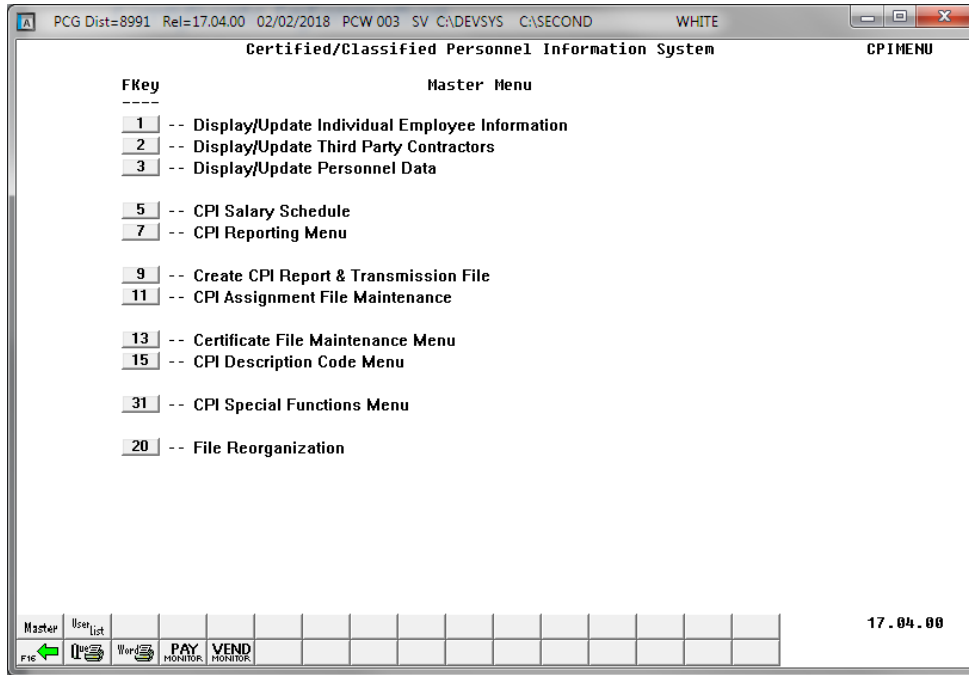 PCG Dist=8991 Rel=17.04.00 02/02/2018 PCW 003 SV C:\DEVSYS C:\SECOND WHITE
Certified/Classified Personnel Information System CPIMENU
FKey Master Menu
----
1 -- Display/Update Individual Employee Information
2 -- Display/Update Third Party Contractors
3 -- Display/Update Personnel Data
5 -- CPI Salary Schedule
7 -- CPI Reporting Menu
9 -- Create CPI Report & Transmission File
11 -- CPI Assignment File Maintenance
13 -- Certificate File Maintenance Menu
15 -- CPI Description Code Menu
31 -- CPI Special Functions Menu
20 -- File Reorganization
Master User List 17.04.00
F16 Que Word PAY MONITOR VEND MONITOR